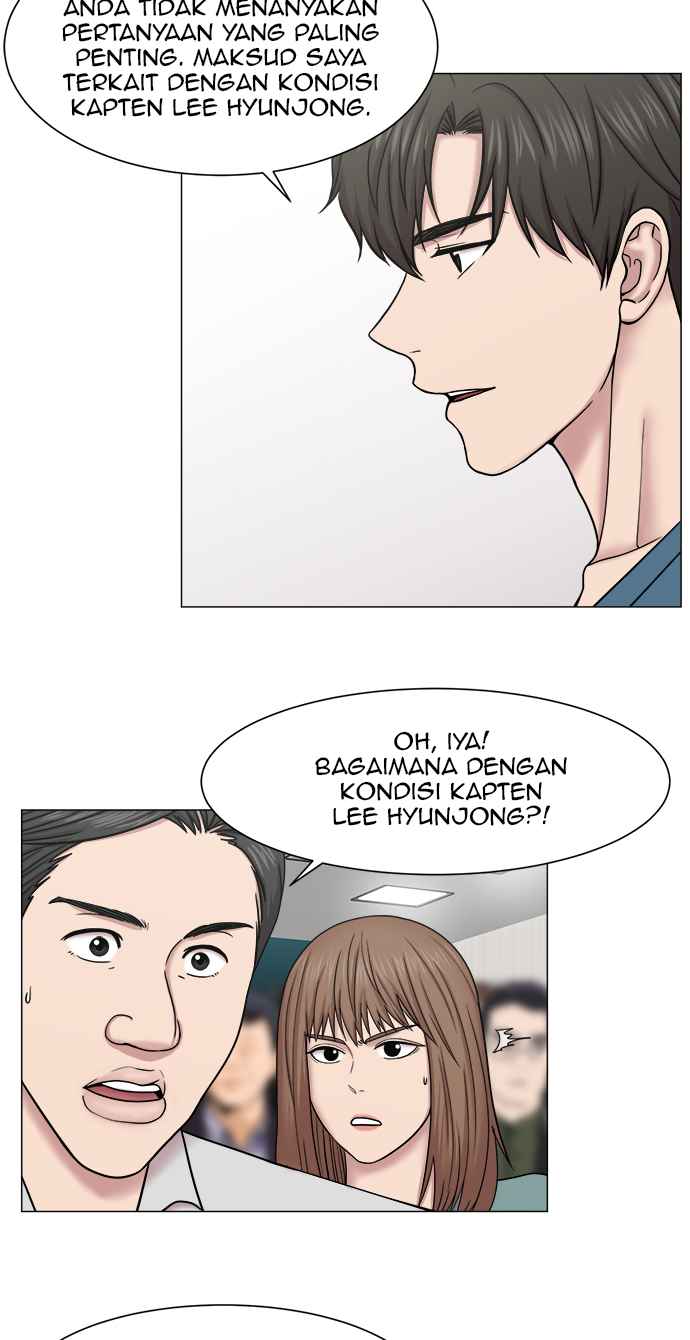 ANDA TIDAK MENANYAKAN
PERTANYAAN YANG PALING
PENTING. MAKSUD SAYA
TERKAIT DENGAN KONDISI
KAPTEN LEE HYUNJONG.
OH, IYA!
BAGAIMANA DENGAN
KONDISI KAPTEN
LEE HYUNJONG?!